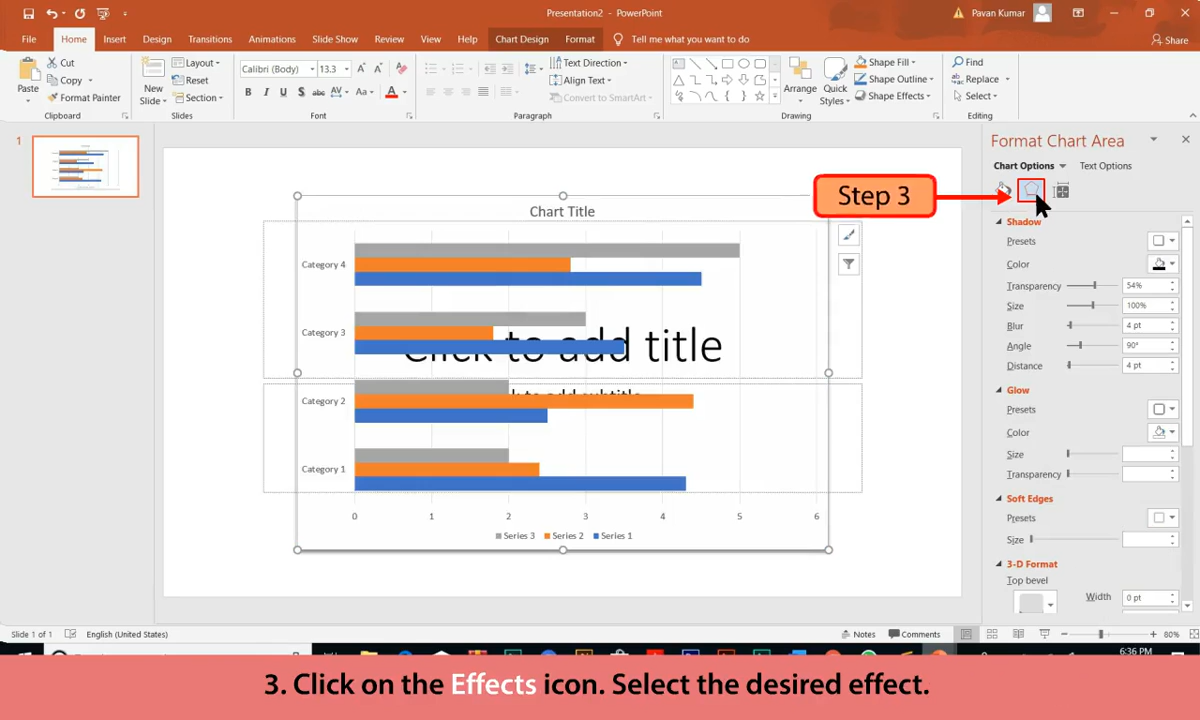 Presentation2 - PowerPoint
Pavan Kumar
File Home Insert Design Transitions Animations Slide Show Review View Help Chart Design Format Tell me what you want to do Share
Paste
Cut
Copy
Format Painter
Clipboard
New
Slide
Layout
Reset
Section
Slides
Calibri (Body) 13.3
B I U S abc AV Aa A
Font
Text Direction
Align Text
Convert to SmartArt
Paragraph
Arrange
Quick
Styles
Shape Fill
Shape Outline
Shape Effects
Drawing
Find
Replace
Select
Editing
1
Chart Title
Category 4
Category 3
Click to add title
Category 2
k to add subtitle
Category 1
0 1 2 3 4 5 6
Series 3 Series 2 Series 1
Step 3
Format Chart Area
Chart Options Text Options
Shadow
Presets
Color
Transparency 54%
Size 100%
Blur 4 pt
Angle 90°
Distance 4 pt
Glow
Presets
Color
Size
Transparency
Soft Edges
Presets
Size
3-D Format
Top bevel
Width 0 pt
Slide 1 of 1 English (United States) Notes Comments 80%
6:36 PM
3. Click on the Effects icon. Select the desired effect.